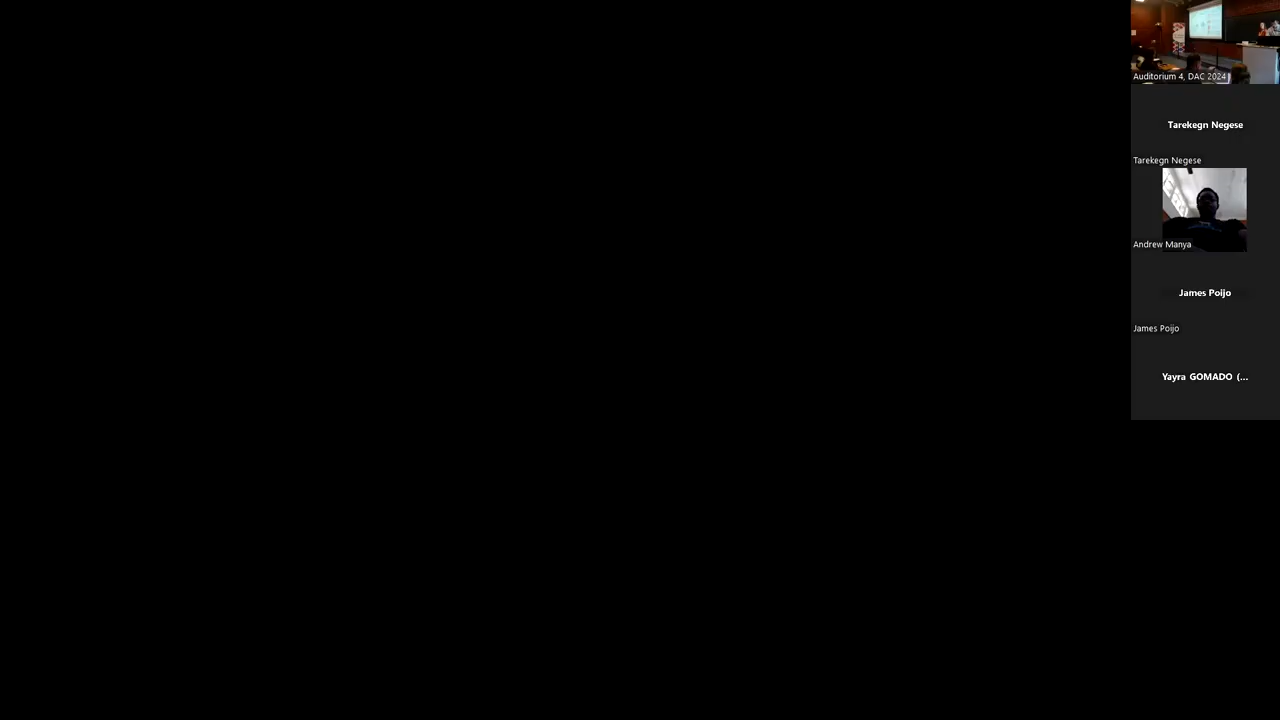 Auditorium 4, DAC 2024
Tarekegn Negese
Tarekegn Negese
Andrew Manya
James Poijo
James Poijo
Yayra GOMADO (...